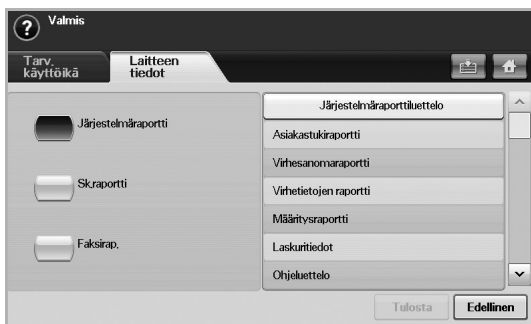 Valmis
Tarv.
käyttöikä
Laitteen
tiedot
Järjestelmäraportti
Sk.raportti
Faksirap.
Järjestelmäraporttiluettelo
Asiakastukiraportti
Virhesanomaraportti
Virhetietojen raportti
Määritysraportti
Laskuritiedot
Ohjeluettelo
Tulosta
Edellinen